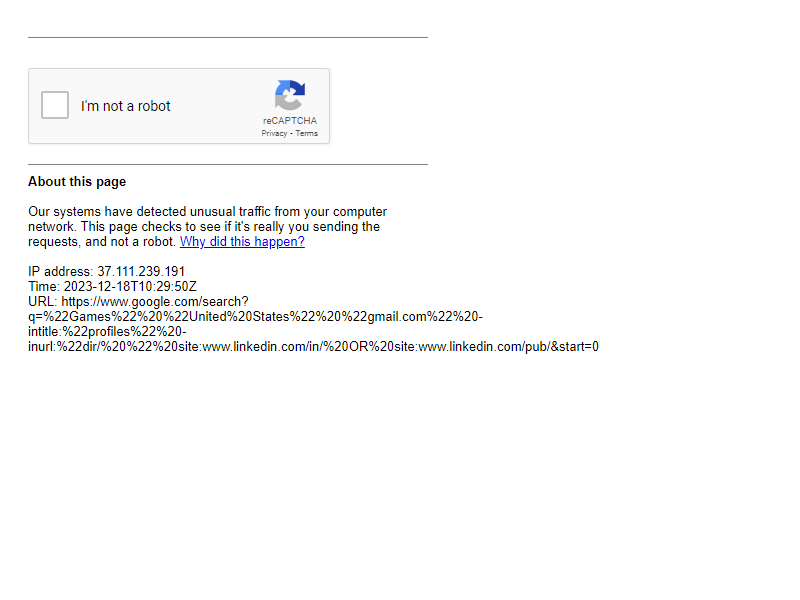 I'm not a robot
reCAPTCHA
Privacy - Terms
About this page
Our systems have detected unusual traffic from your computer
network. This page checks to see if it's really you sending the
requests, and not a robot. Why did this happen?
IP address: 37.111.239.191
Time: 2023-12-18T10:29:50Z
URL: https://www.google.com/search?
q=%22Games%22%20%22United%20States%22%20%22gmail.com%22%20-
intitle:%22profiles%22%20-
inurl:%22dir/%20%22%20site:www.linkedin.com/in/%20OR%20site:www.linkedin.com/pub/&start=0